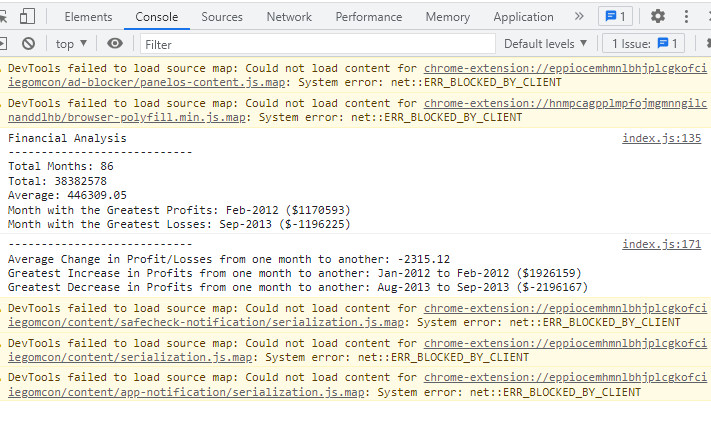 Elements Console Sources Network Performance Memory Application » 1
top Filter Default levels 1 Issue: 1
DevTools failed to load source map: Could not load content for chrome-extension://eppiocemhmnlbhjplcgkofci
iegomcon/ad-blocker/panelos-content.js.map: System error: net::ERR_BLOCKED_BY_CLIENT
DevTools failed to load source map: Could not load content for chrome-extension://hnmpcagpplmpfojmgmnngilc
nanddlhb/browser-polyfill.min.js.map: System error: net::ERR_BLOCKED_BY_CLIENT
Financial Analysis index.js:135
----------------------------
Total Months: 86
Total: 38382578
Average: 446309.05
Month with the Greatest Profits: Feb-2012 ($1170593)
Month with the Greatest Losses: Sep-2013 ($-1196225)
---------------------------- index.js:171
Average Change in Profit/Losses from one month to another: -2315.12
Greatest Increase in Profits from one month to another: Jan-2012 to Feb-2012 ($1926159)
Greatest Decrease in Profits from one month to another: Aug-2013 to Sep-2013 ($-2196167)
DevTools failed to load source map: Could not load content for chrome-extension://eppiocemhmnlbhjplcgkofci
iegomcon/content/safecheck-notification/serialization.js.map: System error: net::ERR_BLOCKED_BY_CLIENT
DevTools failed to load source map: Could not load content for chrome-extension://eppiocemhmnlbhjplcgkofci
iegomcon/content/serialization.js.map: System error: net::ERR_BLOCKED_BY_CLIENT
DevTools failed to load source map: Could not load content for chrome-extension://eppiocemhmnlbhjplcgkofci
iegomcon/content/app-notification/serialization.js.map: System error: net::ERR_BLOCKED_BY_CLIENT